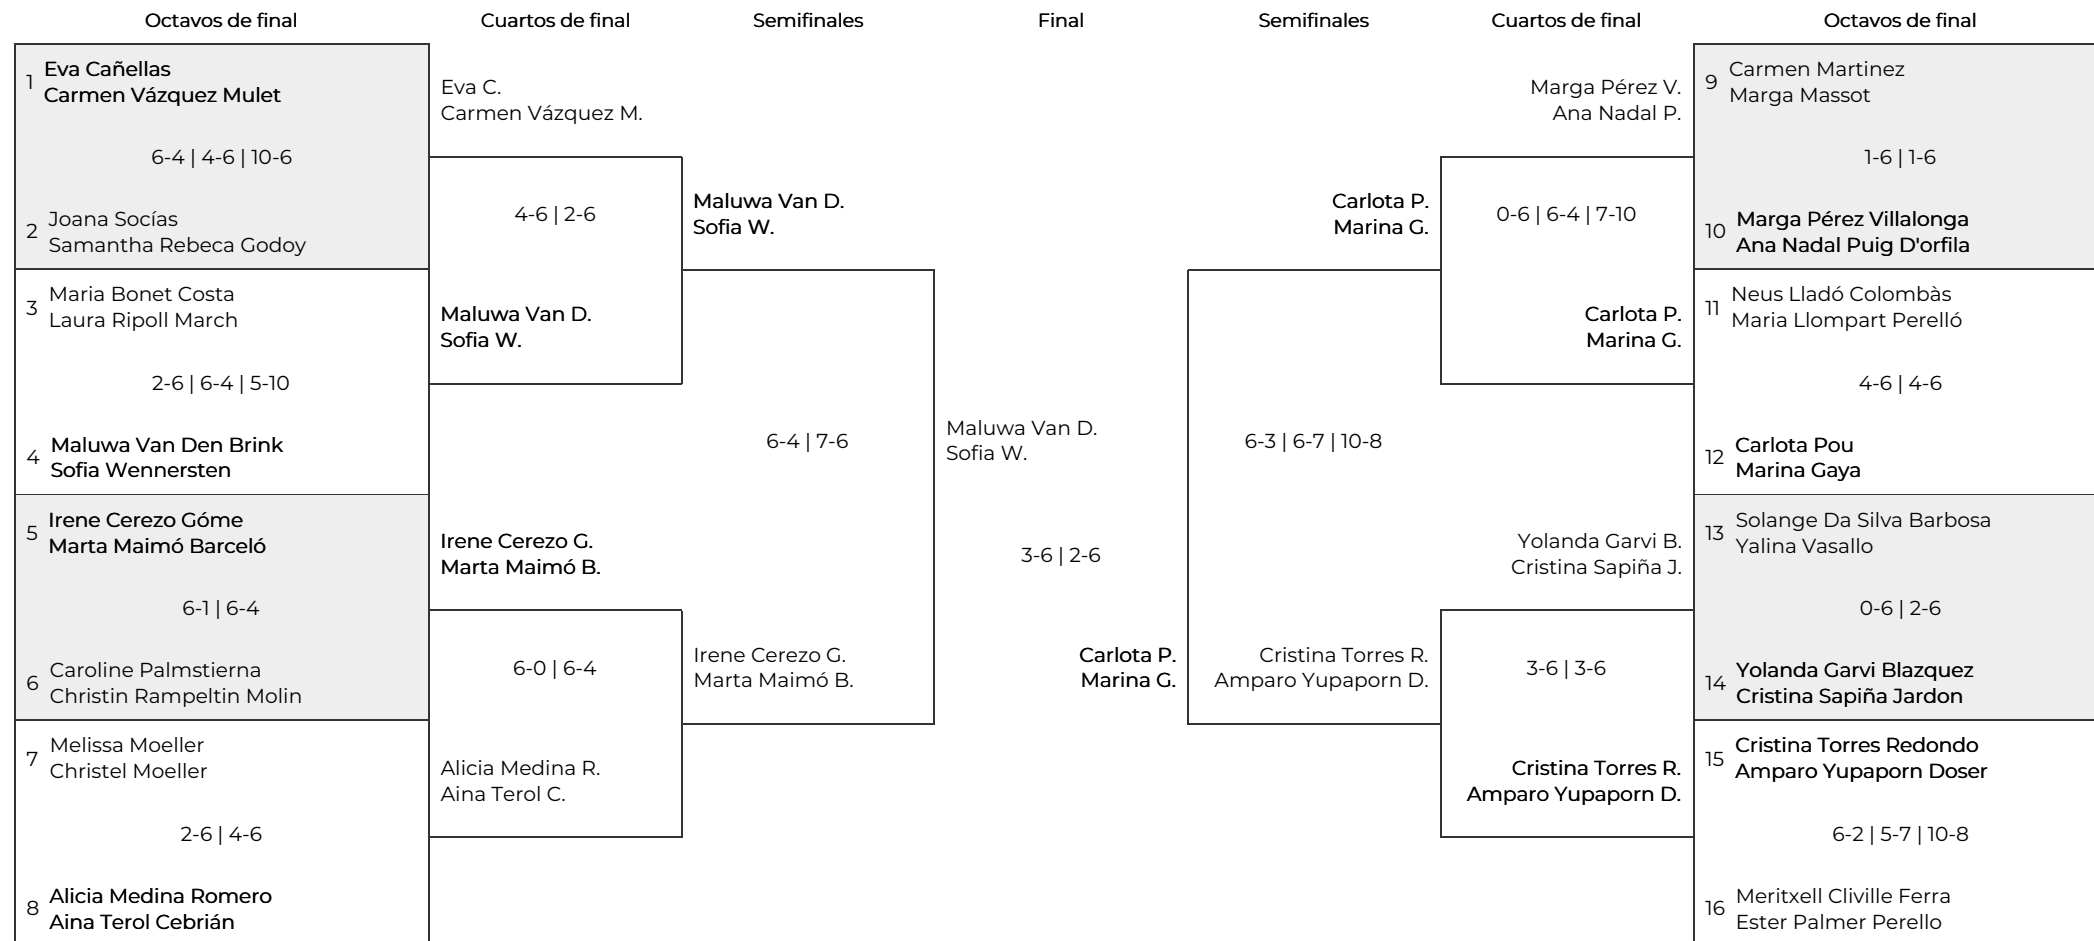 Octavos de final
Cuartos de final
Semifinales
Final
Semifinales
Cuartos de final
Octavos de final
1
Eva Cañellas
Carmen Vázquez Mulet
6-4 | 4-6 | 10-6
2
Joana Socías
Samantha Rebeca Godoy
3
Maria Bonet Costa
Laura Ripoll March
2-6 | 6-4 | 5-10
4
Maluwa Van Den Brink
Sofia Wennersten
5
Irene Cerezo Góme
Marta Maimó Barceló
6-1 | 6-4
6
Caroline Palmstierna
Christin Rampeltin Molin
7
Melissa Moeller
Christel Moeller
2-6 | 4-6
8
Alicia Medina Romero
Aina Terol Cebrián
Eva C.
Carmen Vázquez M.
4-6 | 2-6
Maluwa Van D.
Sofia W.
Irene Cerezo G.
Marta Maimó B.
6-0 | 6-4
Alicia Medina R.
Aina Terol C.
Maluwa Van D.
Sofia W.
6-4 | 7-6
Irene Cerezo G.
Marta Maimó B.
Maluwa Van D.
Sofia W.
3-6 | 2-6
Carlota P.
Marina G.
Carlota P.
Marina G.
6-3 | 6-7 | 10-8
Cristina Torres R.
Amparo Yupaporn D.
Marga Pérez V.
Ana Nadal P.
0-6 | 6-4 | 7-10
Carlota P.
Marina G.
Yolanda Garvi B.
Cristina Sapiña J.
3-6 | 3-6
Cristina Torres R.
Amparo Yupaporn D.
9
Carmen Martinez
Marga Massot
1-6 | 1-6
10
Marga Pérez Villalonga
Ana Nadal Puig D'orfila
11
Neus Lladó Colombàs
Maria Llompart Perelló
4-6 | 4-6
12
Carlota Pou
Marina Gaya
13
Solange Da Silva Barbosa
Yalina Vasallo
0-6 | 2-6
14
Yolanda Garvi Blazquez
Cristina Sapiña Jardon
15
Cristina Torres Redondo
Amparo Yupaporn Doser
6-2 | 5-7 | 10-8
16
Meritxell Cliville Ferra
Ester Palmer Perello